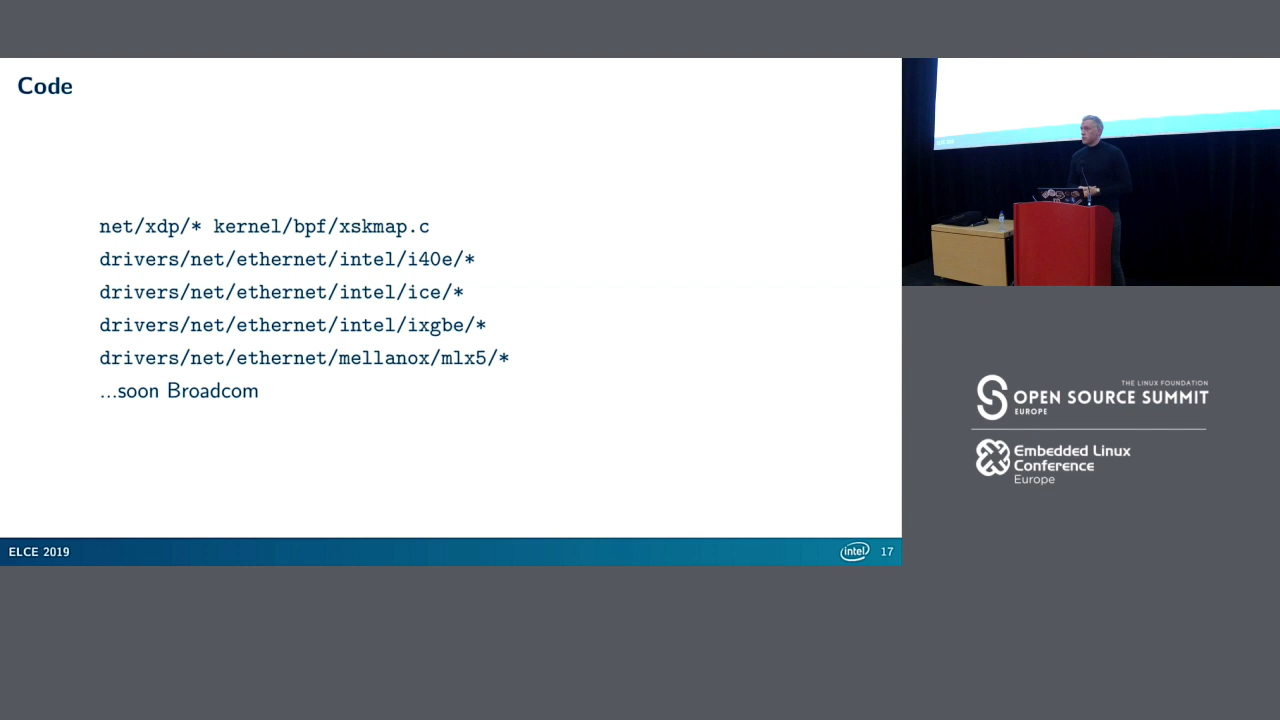 Code
net/xdp/* kernel/bpf/xskmap.c
drivers/net/ethernet/intel/i40e/*
drivers/net/ethernet/intel/ice/*
drivers/net/ethernet/intel/ixgbe/*
drivers/net/ethernet/mellanox/mlx5/*
...soon Broadcom
ELCE 2019
intel
17
THE LINUX FOUNDATION
OPEN SOURCE SUMMIT
EUROPE
Embedded Linux
Conference
Europe